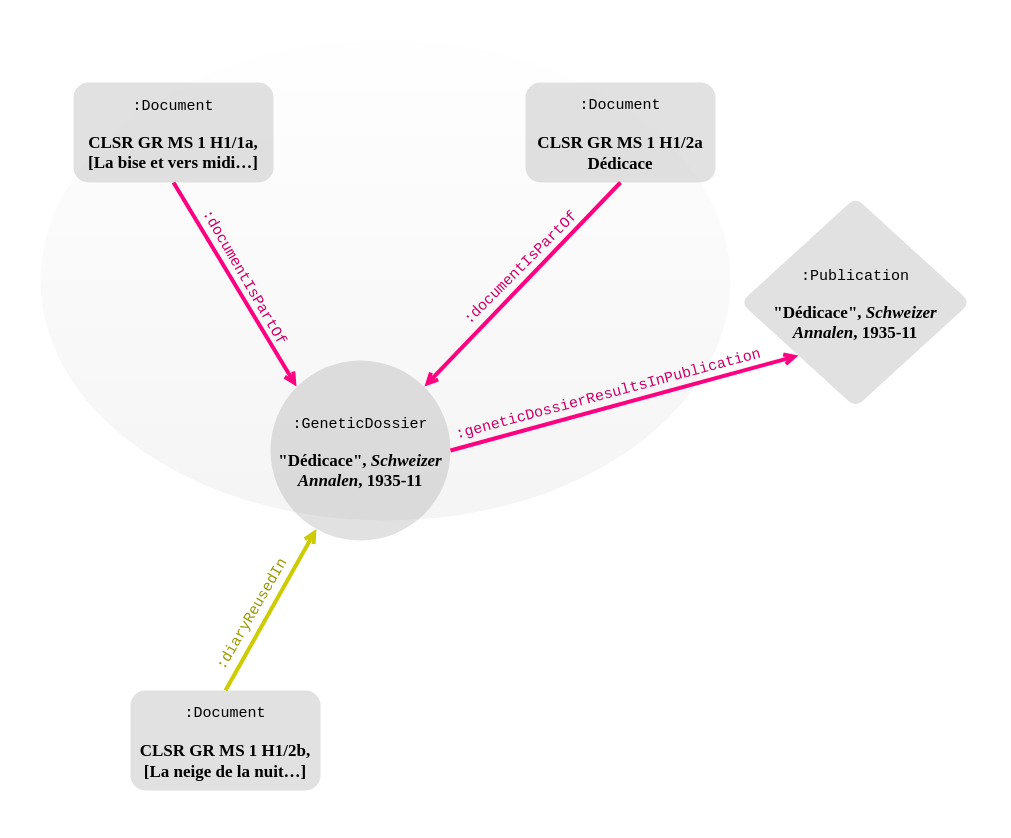 :Document
CLSR GR MS 1 H1/1a,
[La bise et vers midi…]
:Document
CLSR GR MS 1 H1/2a
Dédicace
:documentIsPartOf
:documentIsPartOf
:Publication
"Dédicace", Schweizer
Annalen, 1935-11
:geneticDossierResultsInPublication
:GeneticDossier
"Dédicace", Schweizer
Annalen, 1935-11
:diaryReusedIn
:Document
CLSR GR MS 1 H1/2b,
[La neige de la nuit…]